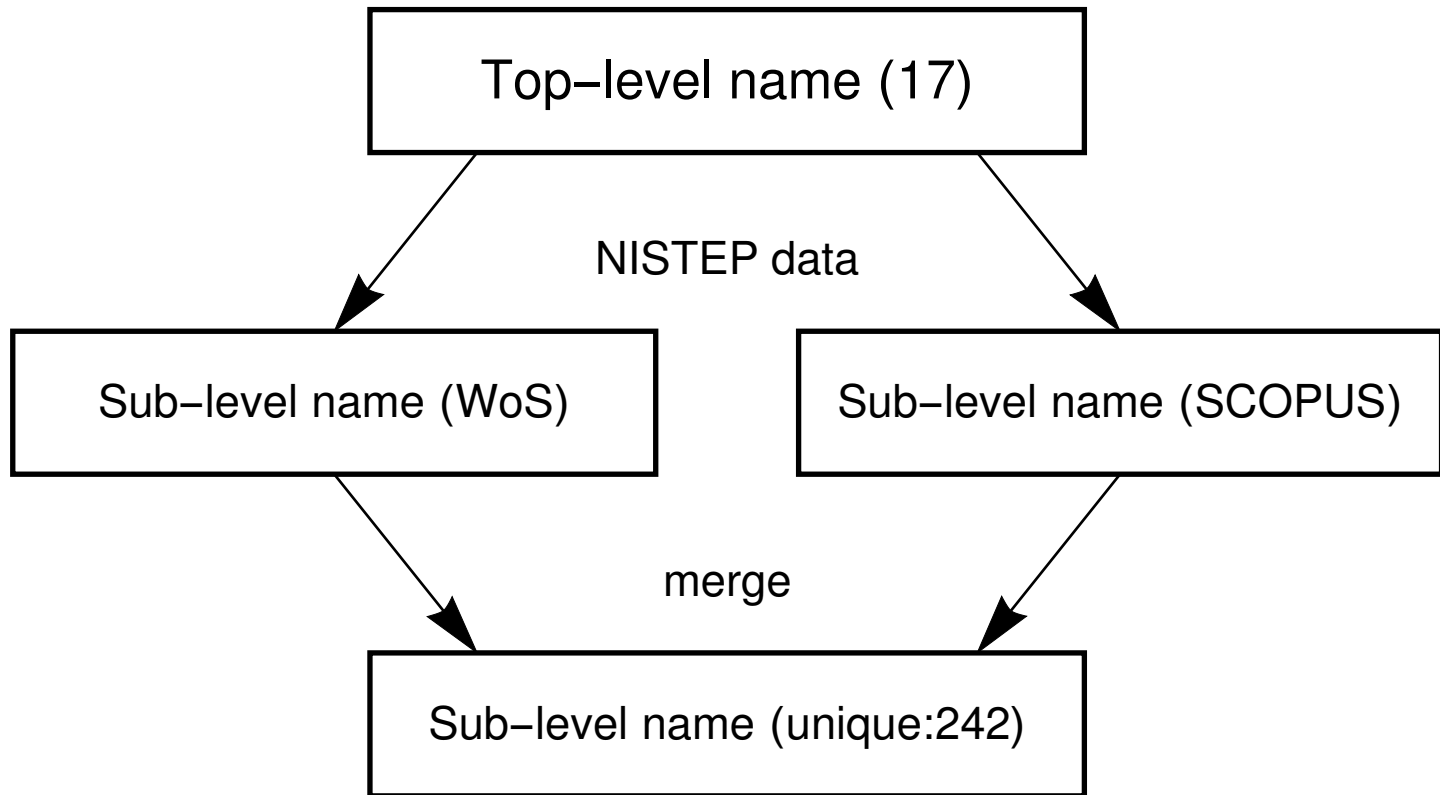 Top−level name (17)
NISTEP data
Sub−level name (WoS)
Sub−level name (SCOPUS)
merge
Sub−level name (unique:242)